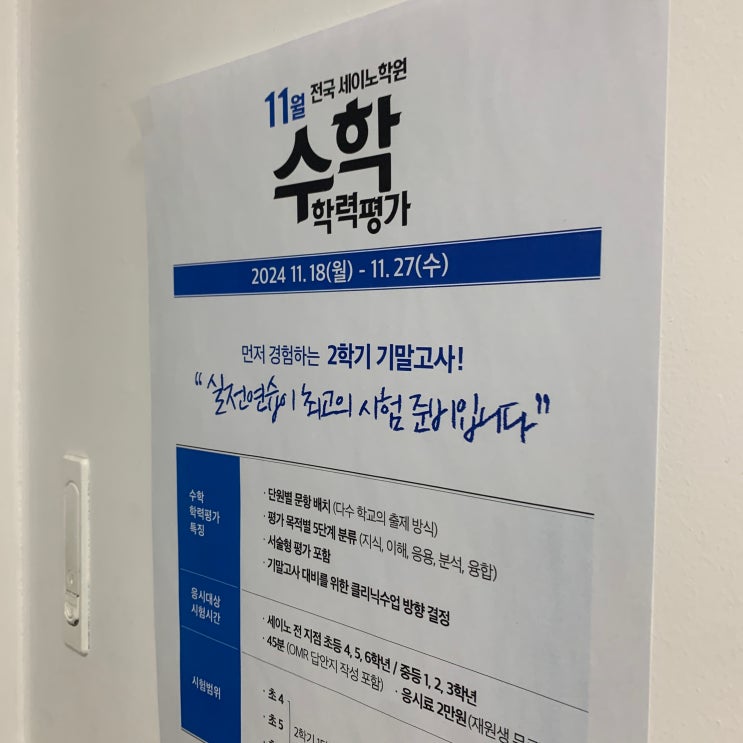 11월 전국 세이노학원
수학
학력평가
2024 11.18(월) - 11.27(수)
먼저 경험하는 2학기 기말고사!
“실전연습이 최고의 시험 준비입니다”
수학
학력평가
특징
· 단원별 문항 배치 (다수 학교의 출제 방식)
· 평가 목적별 5단계 분류 (지식, 이해, 응용, 분석, 융합)
· 서술형 평가 포함
· 기말고사 대비를 위한 클리닉수업 방향 결정
응시대상
시험시간
· 세이노 전 지점 초등 4, 5, 6학년 / 중등 1, 2, 3학년
· 45분 (OMR 답안지 작성 포함) · 응시료 2만원 (재원생
시험범위
· 초 4
· 초 5
2학기